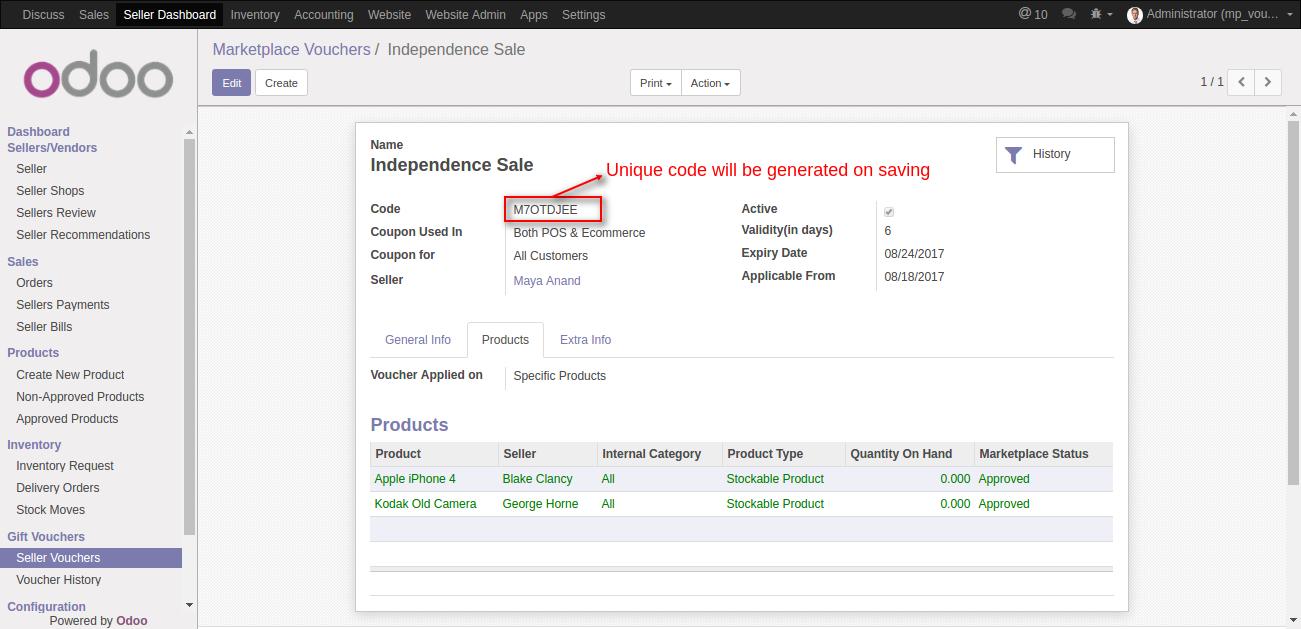 Discuss Sales Seller Dashboard Inventory Accounting Website Website Admin Apps Settings @ 10 Administrator (mp_vou...
odoo
Marketplace Vouchers / Independence Sale
Edit Create Print Action 1 / 1
Dashboard
Sellers/Vendors
Seller
Seller Shops
Sellers Review
Seller Recommendations
Sales
Orders
Sellers Payments
Seller Bills
Products
Create New Product
Non-Approved Products
Approved Products
Inventory
Inventory Request
Delivery Orders
Stock Moves
Gift Vouchers
Seller Vouchers
Voucher History
Configuration
Powered by Odoo
Name
Independence Sale
History
Unique code will be generated on saving
Code M7OTDJEE
Coupon Used In Both POS & Ecommerce
Coupon for All Customers
Seller Maya Anand
Active
Validity(in days) 6
Expiry Date 08/24/2017
Applicable From 08/18/2017
General Info Products Extra Info
Voucher Applied on Specific Products
Products
Product Seller Internal Category Product Type Quantity On Hand Marketplace Status
Apple iPhone 4 Blake Clancy All Stockable Product 0.000 Approved
Kodak Old Camera George Horne All Stockable Product 0.000 Approved